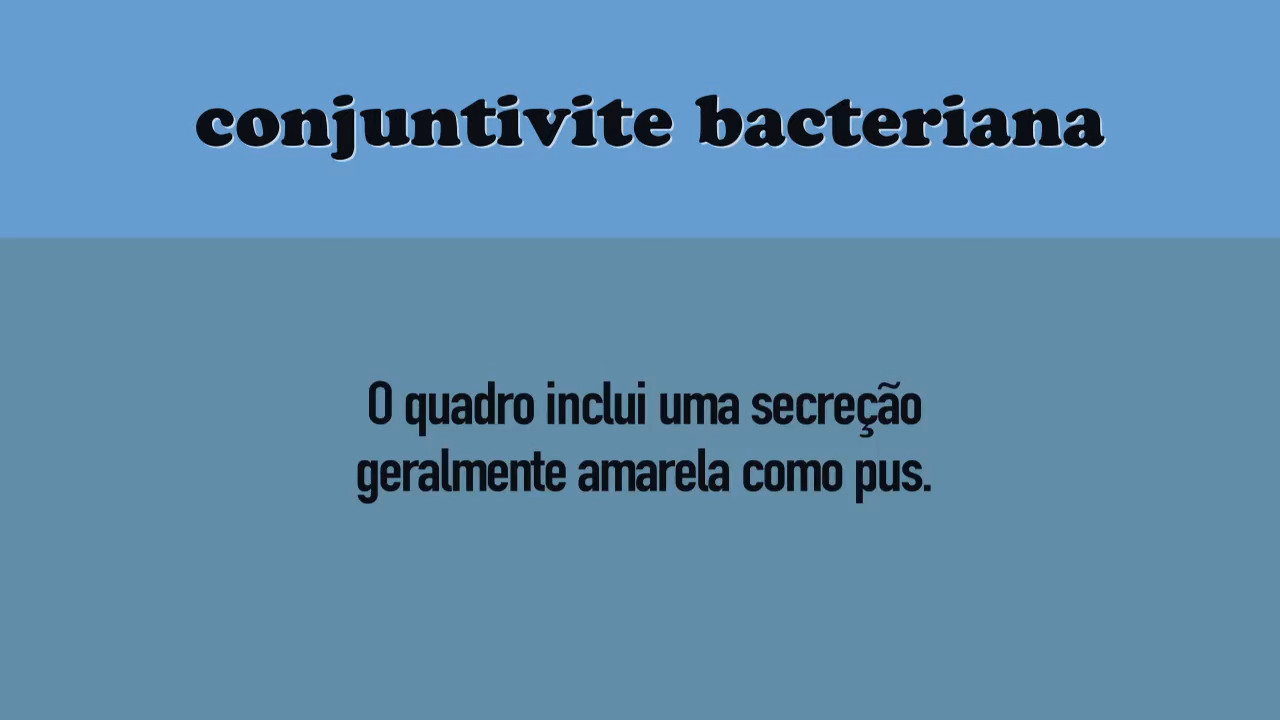 conjuntivite bacteriana
O quadro inclui uma secreção
geralmente amarela como pus.